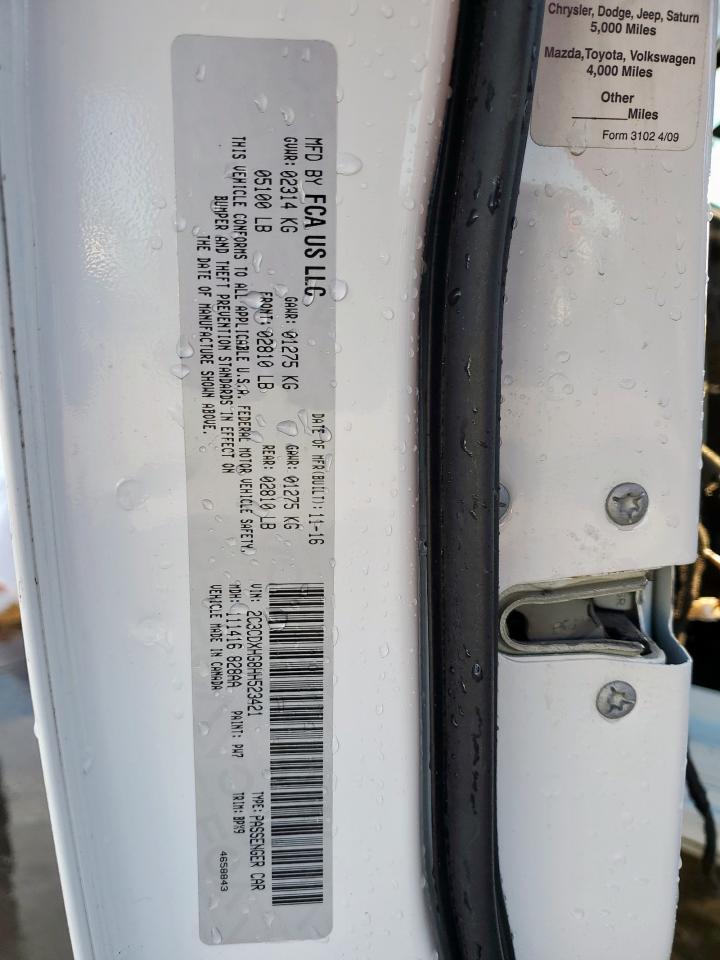 MFD BY FCA US LLC
DATE OF MFR(BUILT): 11-16
GVWR: 02314 KG GAWR: 01275 KG GAWR: 01275 KG
05100 LB FRONT: 02810 LB REAR: 02810 LB
THIS VEHICLE CONFORMS TO ALL APPLICABLE U.S.A. FEDERAL MOTOR VEHICLE SAFETY,
BUMPER AND THEFT PREVENTION STANDARDS IN EFFECT ON
THE DATE OF MANUFACTURE SHOWN ABOVE.
VIN: 2C3CDXHG8HH523421 TYPE: PASSENGER CAR
MDH: 111416 828AA PAINT: PW7 TRIM: BPX9
VEHICLE MADE IN CANADA
4658843
Chrysler, Dodge, Jeep, Saturn
5,000 Miles
Mazda,Toyota, Volkswagen
4,000 Miles
Other
______Miles
Form 3102 4/09